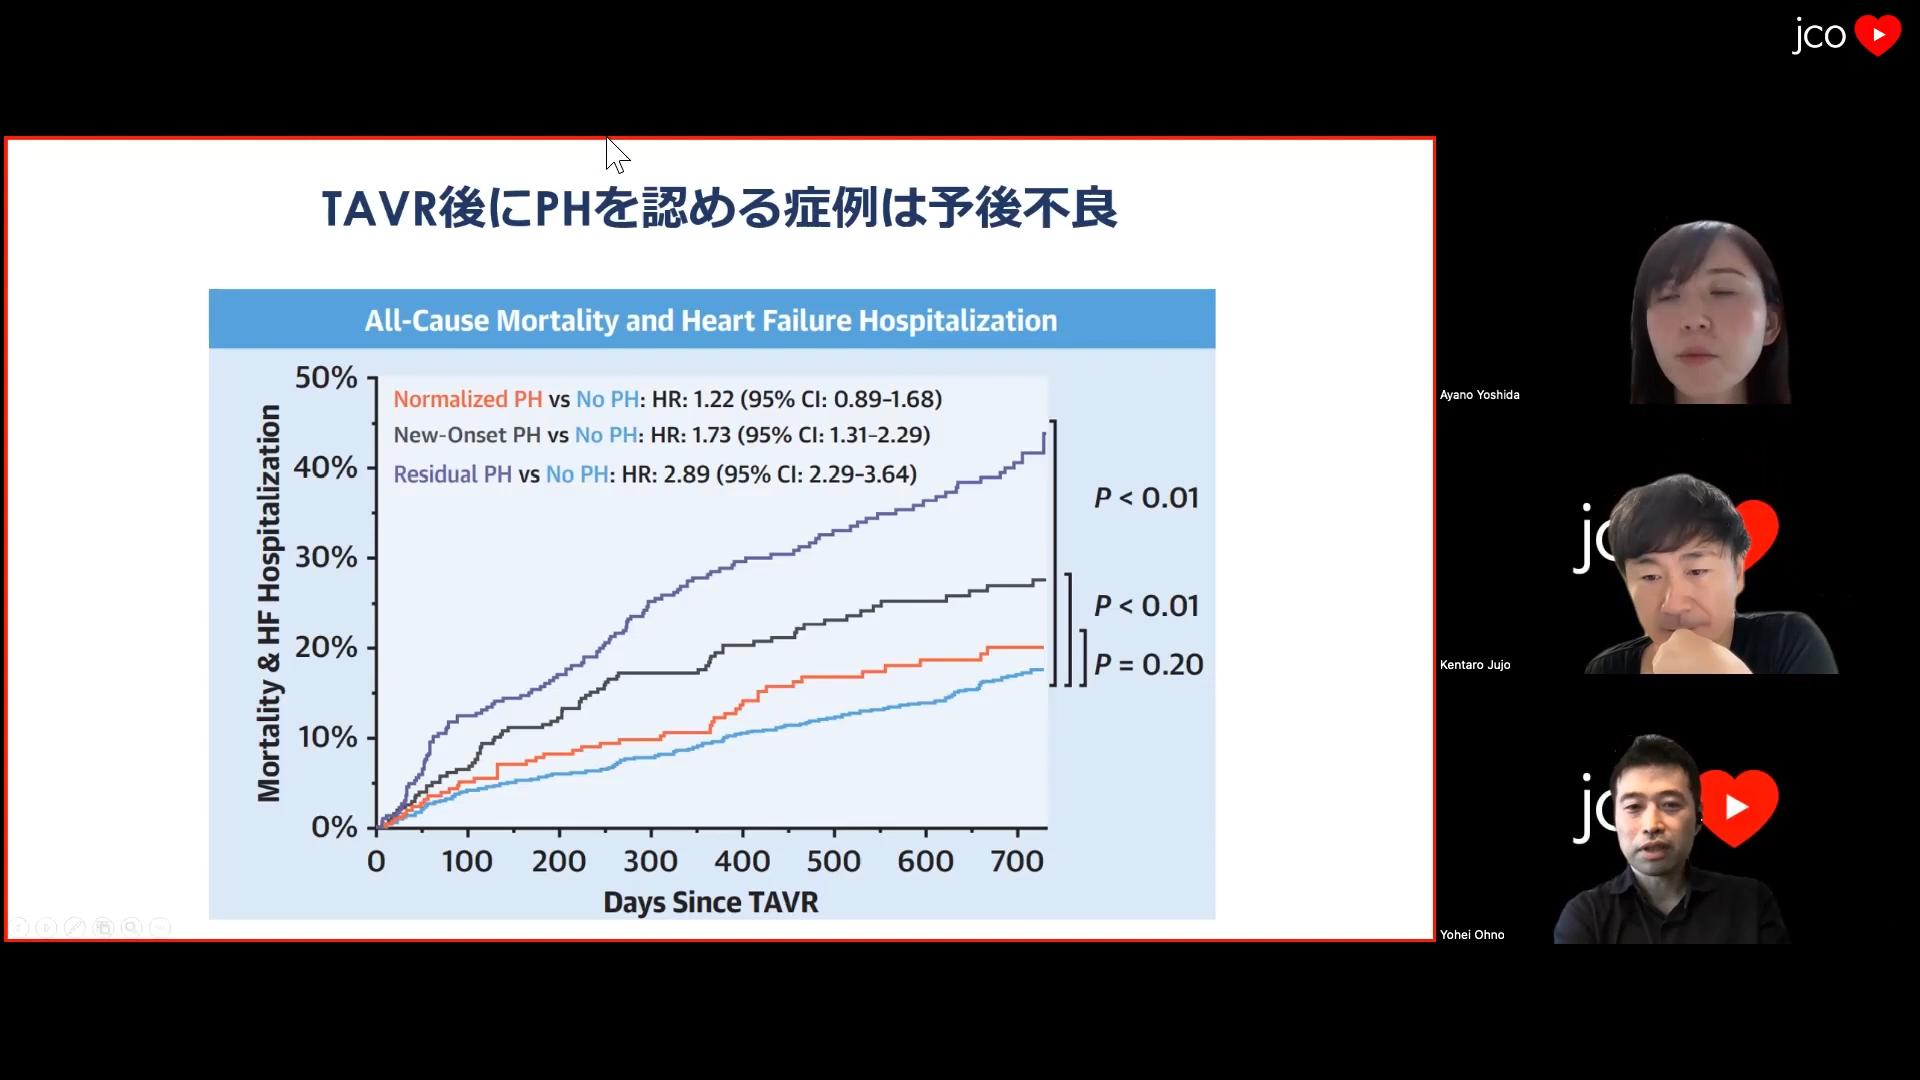 jco
TAVR後にPHを認める症例は予後不良
All-Cause Mortality and Heart Failure Hospitalization
Mortality & HF Hospitalization
50%
40%
30%
20%
10%
0%
Normalized PH vs No PH: HR: 1.22 (95% CI: 0.89–1.68)
New-Onset PH vs No PH: HR: 1.73 (95% CI: 1.31–2.29)
Residual PH vs No PH: HR: 2.89 (95% CI: 2.29–3.64)
P < 0.01
P < 0.01
P = 0.20
0 100 200 300 400 500 600 700
Days Since TAVR
Ayano Yoshida
jc
Kentaro Jujo
jc
Yohei Ohno